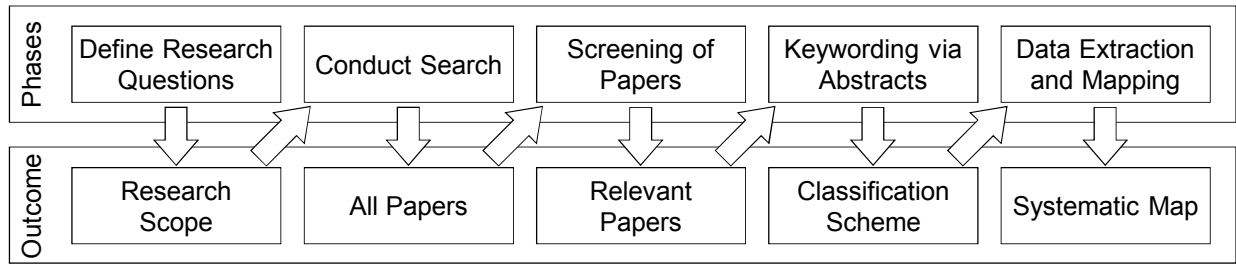 Phases
Define Research
Questions
Conduct Search
Screening of
Papers
Keywording via
Abstracts
Data Extraction
and Mapping
Outcome
Research
Scope
All Papers
Relevant
Papers
Classification
Scheme
Systematic Map